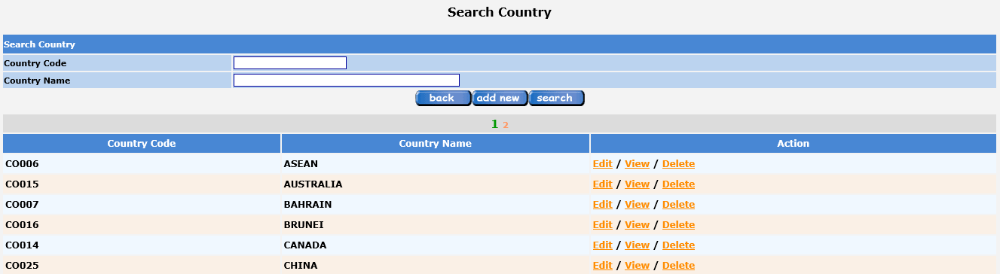 Search Country
Search Country
Country Code
Country Name
back add new search
1 2
Country Code Country Name Action
CO006 ASEAN Edit / View / Delete
CO015 AUSTRALIA Edit / View / Delete
CO007 BAHRAIN Edit / View / Delete
CO016 BRUNEI Edit / View / Delete
CO014 CANADA Edit / View / Delete
CO025 CHINA Edit / View / Delete